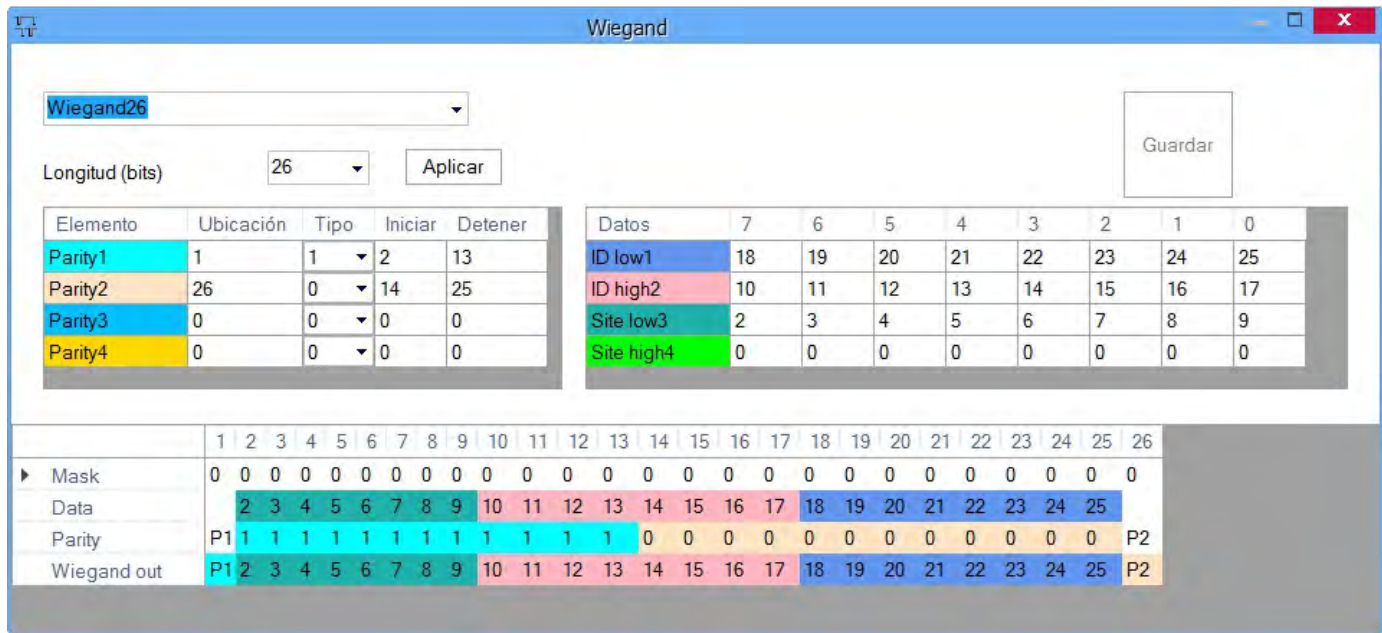 Wiegand
Wiegand26
Guardar
Longitud (bits) 26 Aplicar
Elemento Ubicación Tipo Iniciar Detener
Parity1 1 1 2 13
Parity2 26 0 14 25
Parity3 0 0 0 0
Parity4 0 0 0 0
Datos 7 6 5 4 3 2 1 0
ID low1 18 19 20 21 22 23 24 25
ID high2 10 11 12 13 14 15 16 17
Site low3 2 3 4 5 6 7 8 9
Site high4 0 0 0 0 0 0 0 0
1 2 3 4 5 6 7 8 9 10 11 12 13 14 15 16 17 18 19 20 21 22 23 24 25 26
Mask 0 0 0 0 0 0 0 0 0 0 0 0 0 0 0 0 0 0 0 0 0 0 0 0 0 0
Data 2 3 4 5 6 7 8 9 10 11 12 13 14 15 16 17 18 19 20 21 22 23 24 25
Parity P1 1 1 1 1 1 1 1 1 1 1 1 1 0 0 0 0 0 0 0 0 0 0 0 0 P2
Wiegand out P1 2 3 4 5 6 7 8 9 10 11 12 13 14 15 16 17 18 19 20 21 22 23 24 25 P2